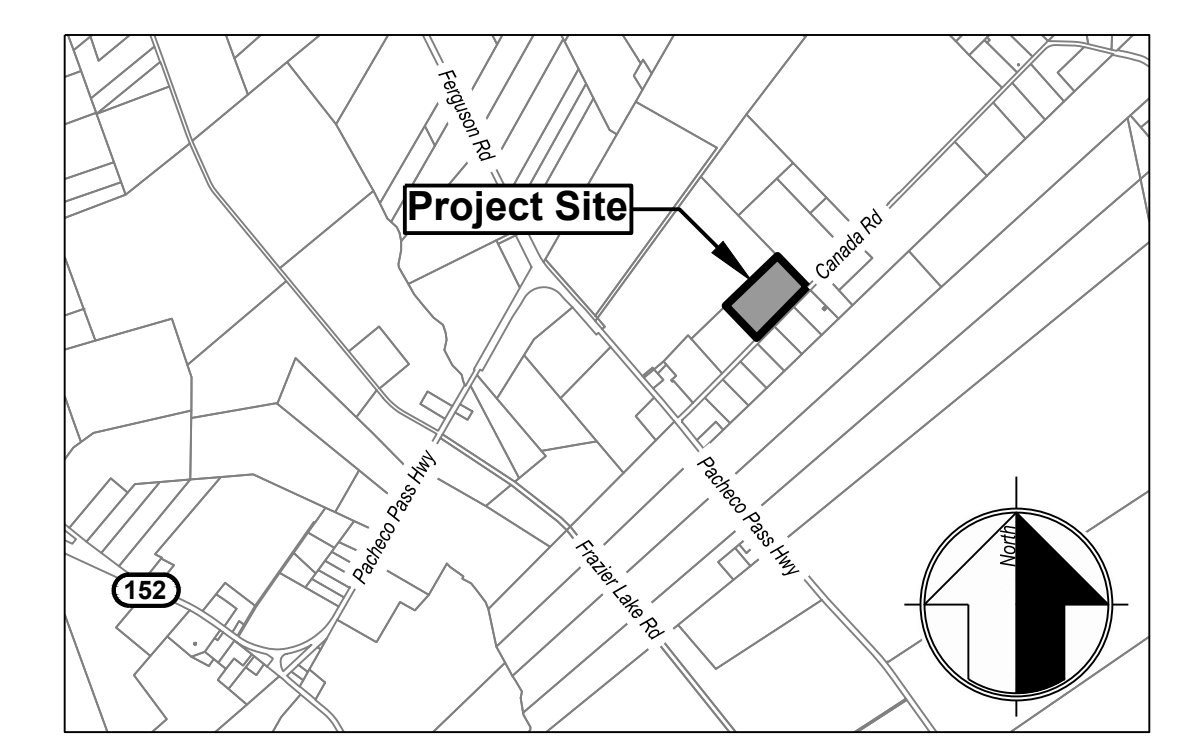 Ferguson Rd
Project Site
Canada Rd
Pacheco Pass Hwy
Pacheco Pass Hwy
North
Frazier Lake Rd
152